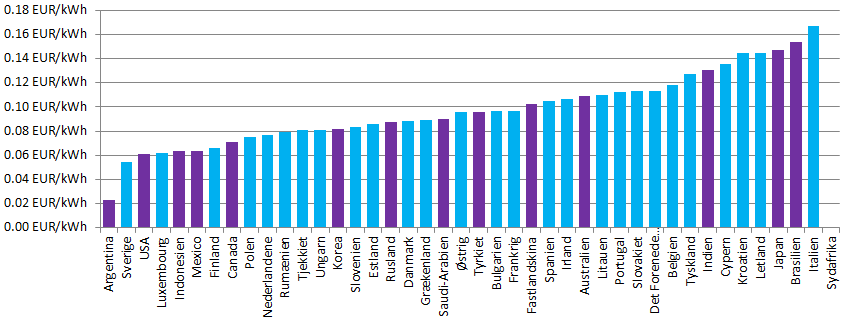 0.18 EUR/kWh
0.16 EUR/kWh
0.14 EUR/kWh
0.12 EUR/kWh
0.10 EUR/kWh
0.08 EUR/kWh
0.06 EUR/kWh
0.04 EUR/kWh
0.02 EUR/kWh
0.00 EUR/kWh
Argentina
Sverige
USA
Luxembourg
Indonesien
Mexico
Finland
Canada
Polen
Nederlandene
Rumænien
Tjekkiet
Ungarn
Korea
Slovenien
Estland
Rusland
Danmark
Grækenland
Saudi-Arabien
Østrig
Tyrkiet
Bulgarien
Frankrig
Fastlandskina
Spanien
Irland
Australien
Litauen
Portugal
Slovakiet
Det Forenede...
Belgien
Tyskland
Indien
Cypern
Kroatien
Letland
Japan
Brasilien
Italien
Sydafrika